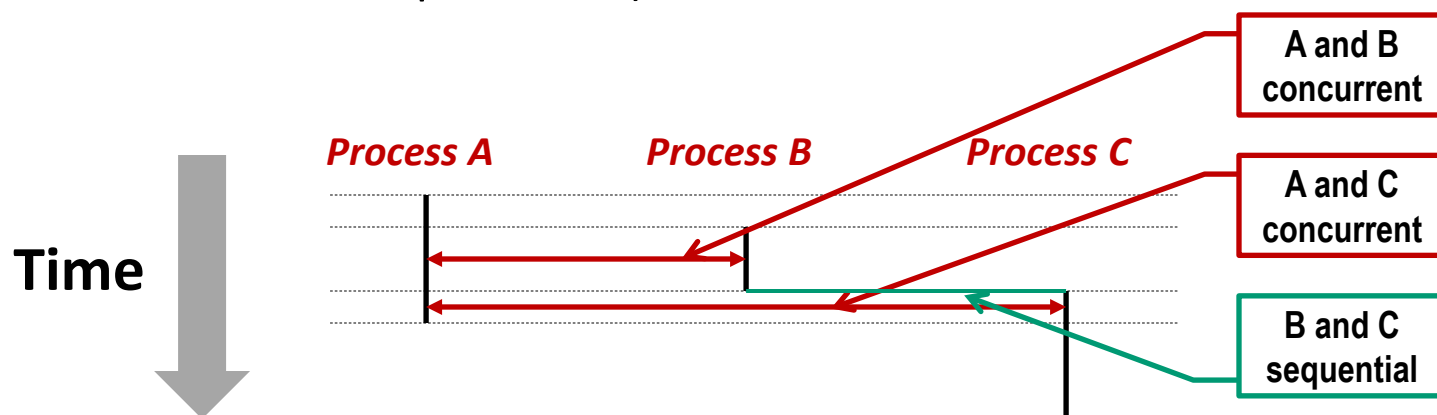 A and B
concurrent
Process A Process B Process C
A and C
concurrent
Time
B and C
sequential